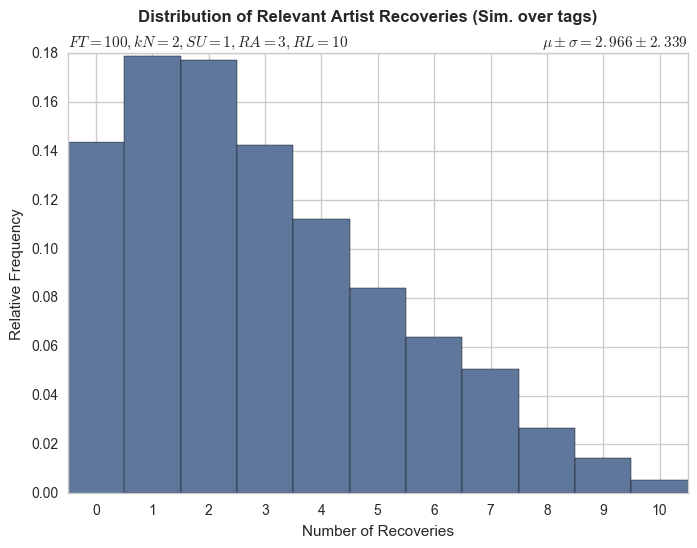 Distribution of Relevant Artist Recoveries (Sim. over tags)
FT = 100, kN = 2, SU = 1, RA = 3, RL = 10
μ ± σ = 2.966 ± 2.339
0.18
0.16
0.14
0.12
0.10
0.08
0.06
0.04
0.02
0.00
Relative Frequency
0 1 2 3 4 5 6 7 8 9 10
Number of Recoveries